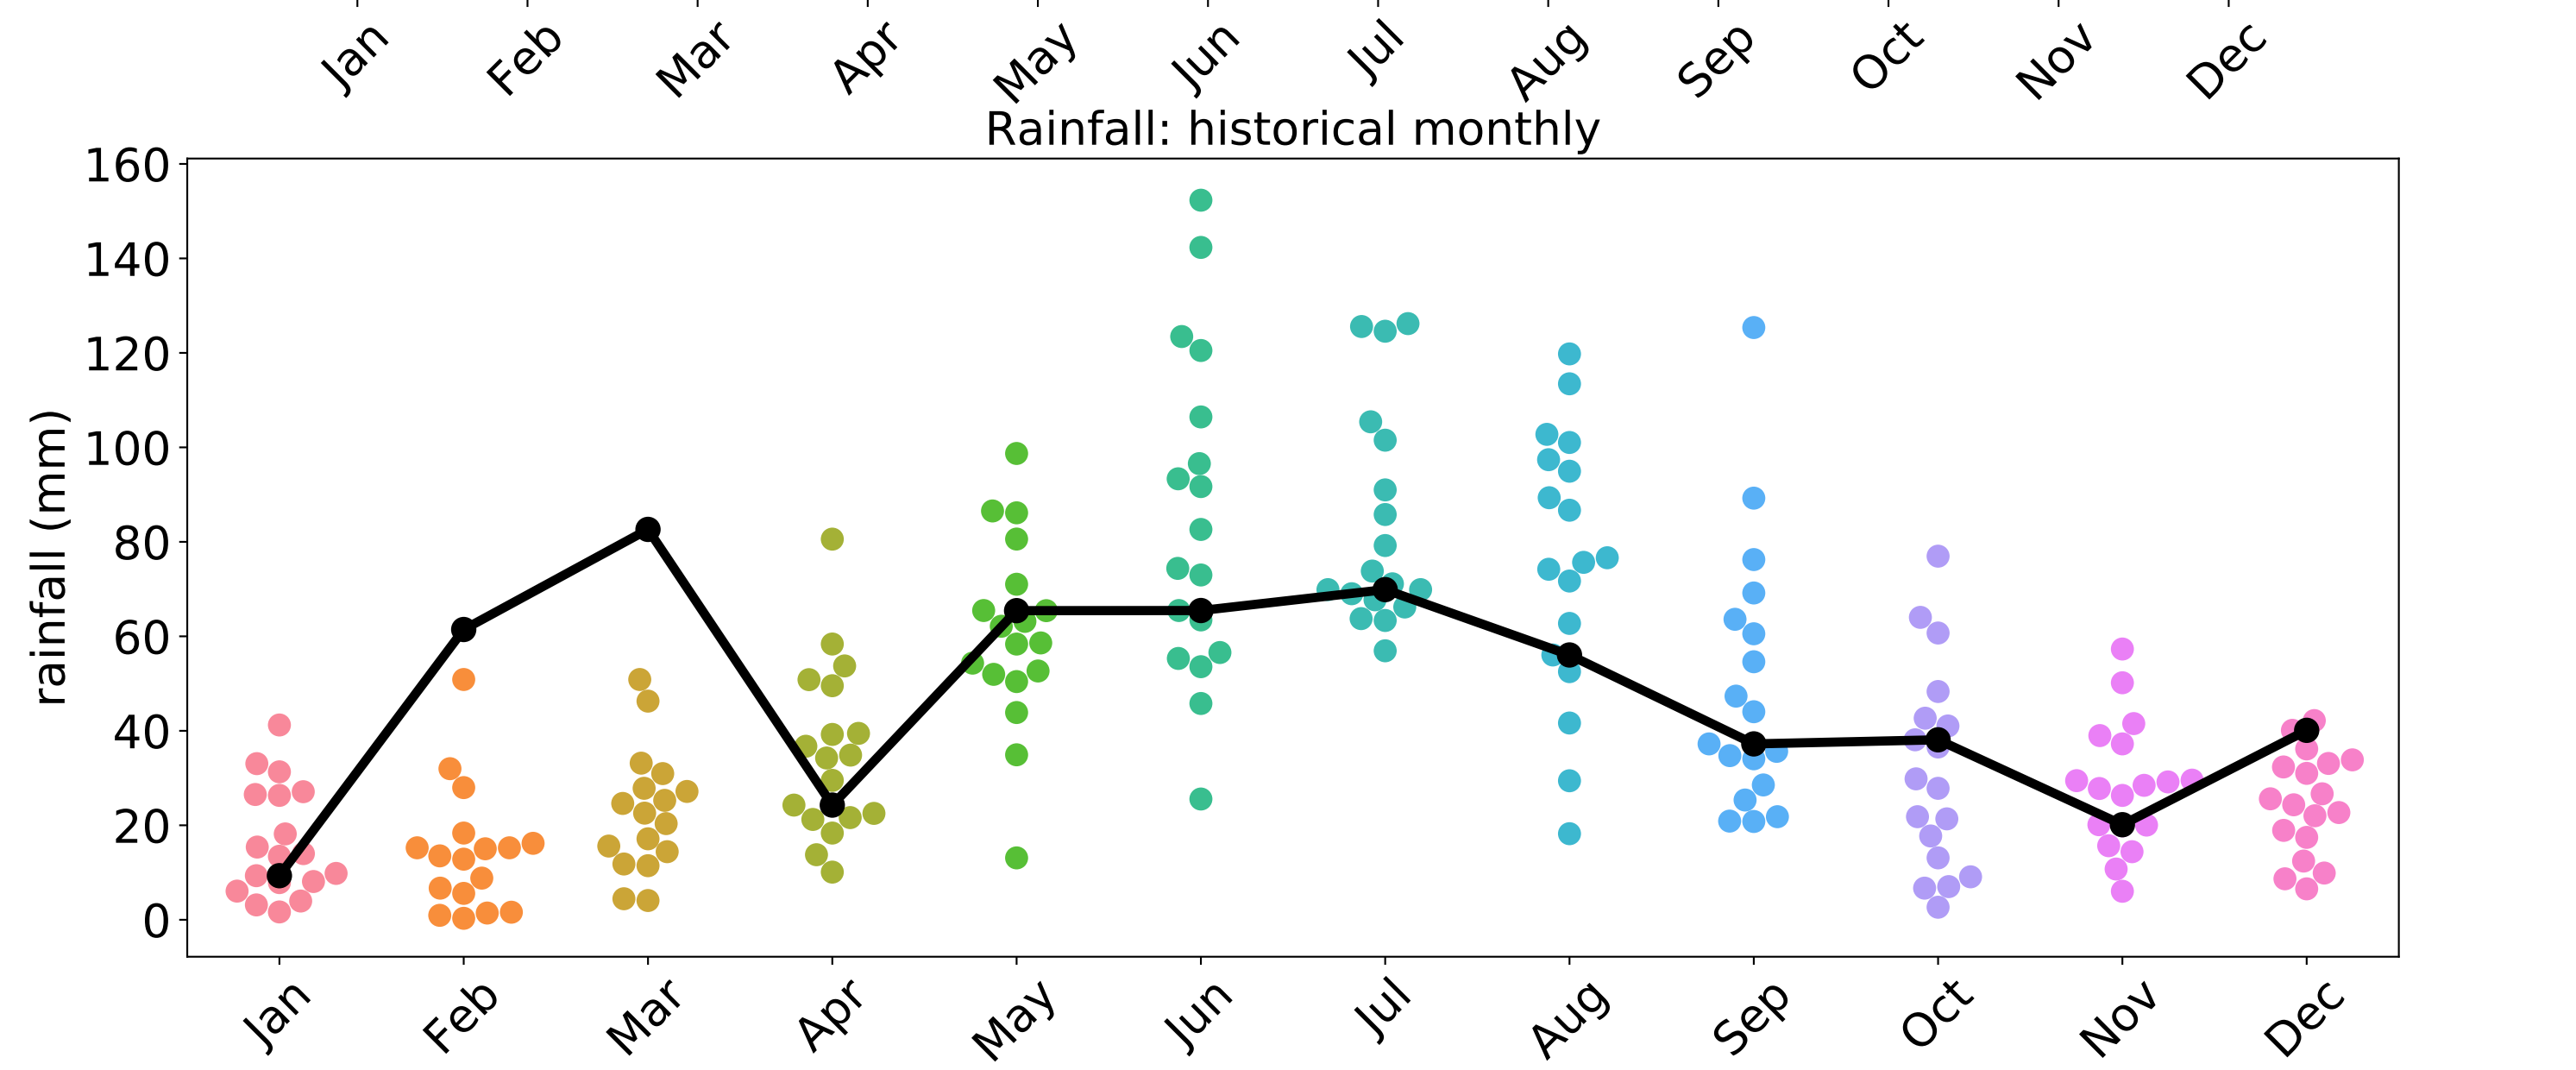 Jan Feb Mar Apr May Jun Jul Aug Sep Oct Nov Dec
Rainfall: historical monthly
rainfall (mm)
160
140
120
100
80
60
40
20
0
Jan Feb Mar Apr May Jun Jul Aug Sep Oct Nov Dec